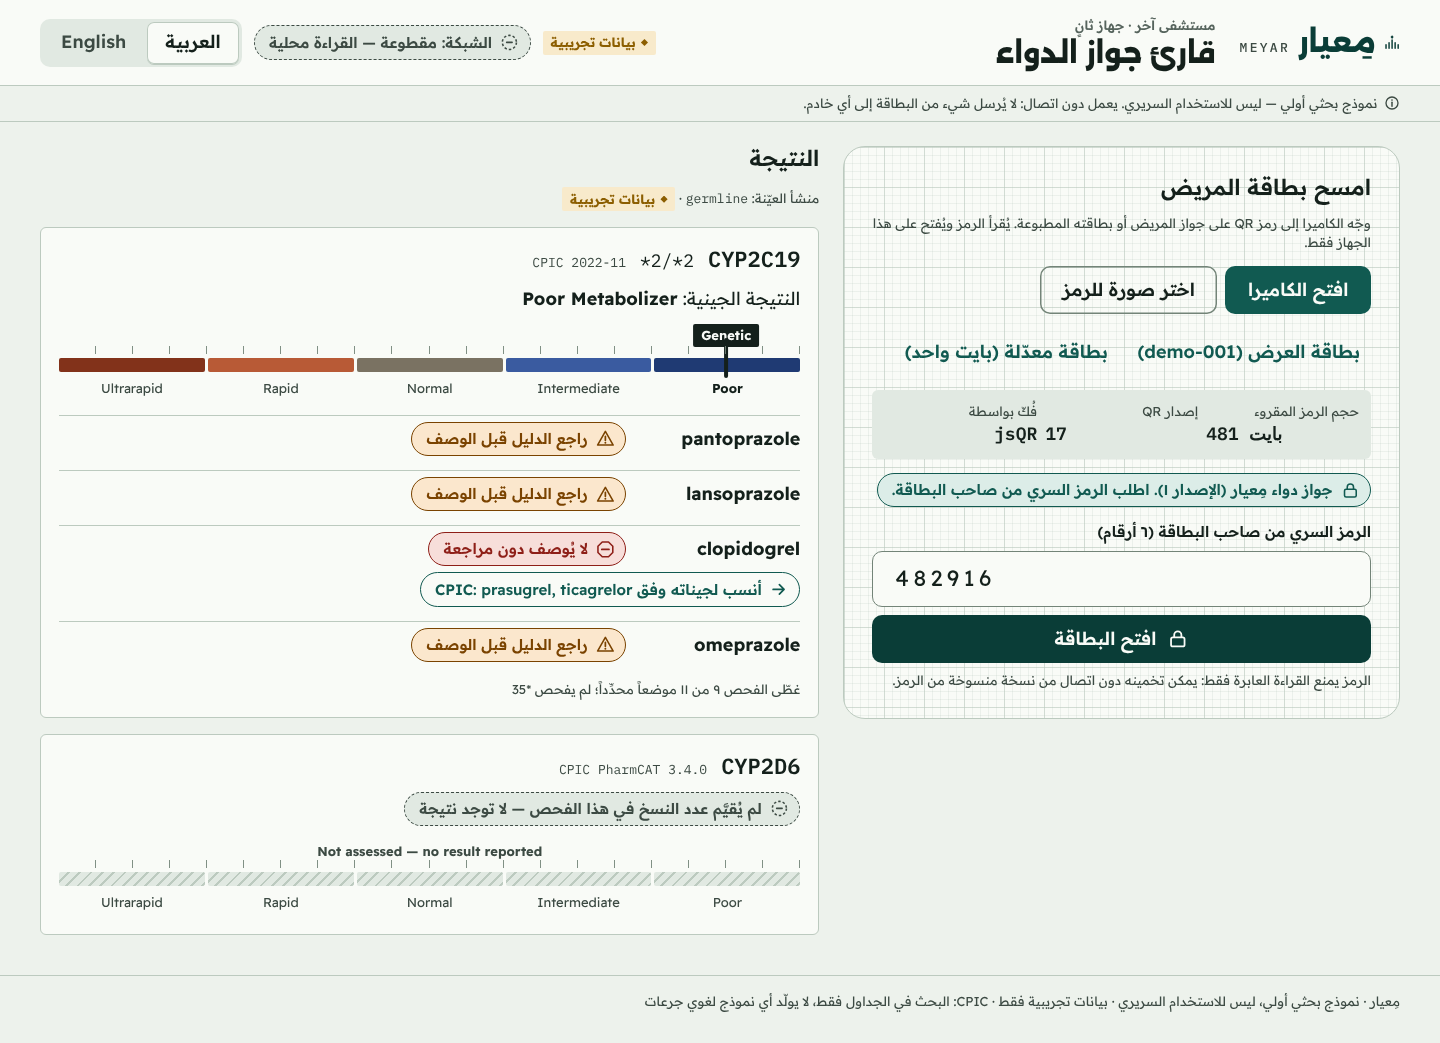 مِعيار MEYAR
مستشفى آخر · جهاز ثانٍ
قارئ جواز الدواء
◆ بيانات تجريبية
الشبكة: مقطوعة — القراءة محلية
العربية
English
نموذج بحثي أولي — ليس للاستخدام السريري. يعمل دون اتصال: لا يُرسل شيء من البطاقة إلى أي خادم.
امسح بطاقة المريض
وجّه الكاميرا إلى رمز QR على جواز المريض أو بطاقته المطبوعة. يُقرأ الرمز ويُفتح على هذا
الجهاز فقط.
افتح الكاميرا
اختر صورة للرمز
بطاقة العرض (demo-001)
بطاقة معدّلة (بايت واحد)
حجم الرمز المقروء
إصدار QR
فُكّ بواسطة
481 بايت
17
jsQR
جواز دواء مِعيار (الإصدار ١). اطلب الرمز السري من صاحب البطاقة.
الرمز السري من صاحب البطاقة (٦ أرقام)
482916
افتح البطاقة
الرمز يمنع القراءة العابرة فقط: يمكن تخمينه دون اتصال من نسخة منسوخة من الرمز.
النتيجة
منشأ العيّنة: germline · ◆ بيانات تجريبية
CYP2C19 *2/*2 CPIC 2022-11
النتيجة الجينية: Poor Metabolizer
Genetic
Ultrarapid Rapid Normal Intermediate Poor
pantoprazole
راجع الدليل قبل الوصف
lansoprazole
راجع الدليل قبل الوصف
clopidogrel
لا يُوصف دون مراجعة
أنسب لجيناته وفق CPIC: prasugrel, ticagrelor
omeprazole
راجع الدليل قبل الوصف
غطّى الفحص ٩ من ١١ موضعاً محدِّداً؛ لم يفحص *35
CYP2D6 CPIC PharmCAT 3.4.0
لم يُقيَّم عدد النسخ في هذا الفحص — لا توجد نتيجة
Not assessed — no result reported
Ultrarapid Rapid Normal Intermediate Poor
مِعيار · نموذج بحثي أولي، ليس للاستخدام السريري · بيانات تجريبية فقط · CPIC: البحث في الجداول فقط، لا يولّد أي نموذج لغوي جرعات